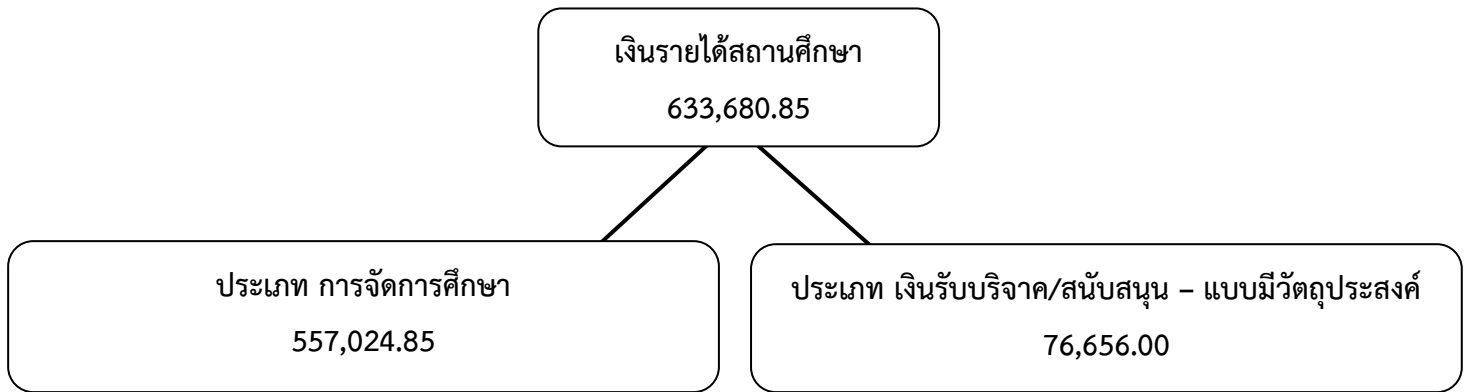 เงินรายได้สถานศึกษา
633,680.85
ประเภท การจัดการศึกษา
557,024.85
ประเภท เงินรับบริจาค/สนับสนุน – แบบมีวัตถุประสงค์
76,656.00